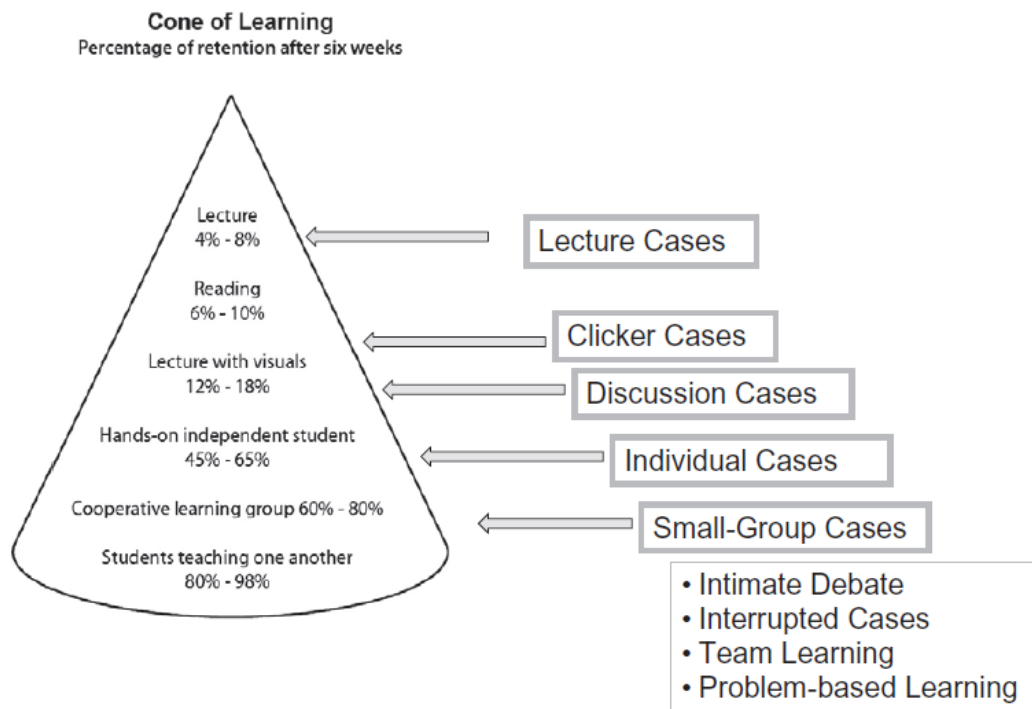 Cone of Learning
Percentage of retention after six weeks
Lecture
4% - 8%
Lecture Cases
Reading
6% - 10%
Clicker Cases
Lecture with visuals
12% - 18%
Discussion Cases
Hands-on independent student
45% - 65%
Individual Cases
Cooperative learning group 60% - 80%
Small-Group Cases
Students teaching one another
80% - 98%
• Intimate Debate
• Interrupted Cases
• Team Learning
• Problem-based Learning